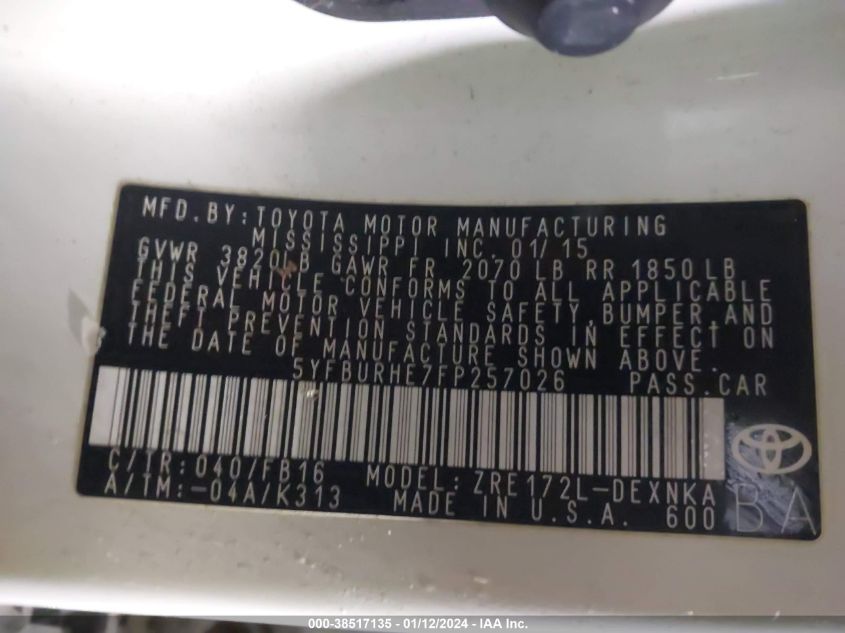 MFD.BY:TOYOTA MOTOR MANUFACTURING
MISSISSIPPI INC. 01/15
GVWR 3820LB GAWR FR 2070 LB RR 1850 LB
THIS VEHICLE CONFORMS TO ALL APPLICABLE
FEDERAL MOTOR VEHICLE SAFETY, BUMPER, AND
THEFT PREVENTION STANDARDS IN EFFECT ON
THE DATE OF MANUFACTURE SHOWN ABOVE.
5YFBURHE7FP257026 PASS.CAR
C/TR:040/FB16 MODEL:ZRE172L-DEXNKA
A/TM:-04A/K313 MADE IN U.S.A. 600
BA
000-38517135 - 01/12/2024 - IAA Inc.